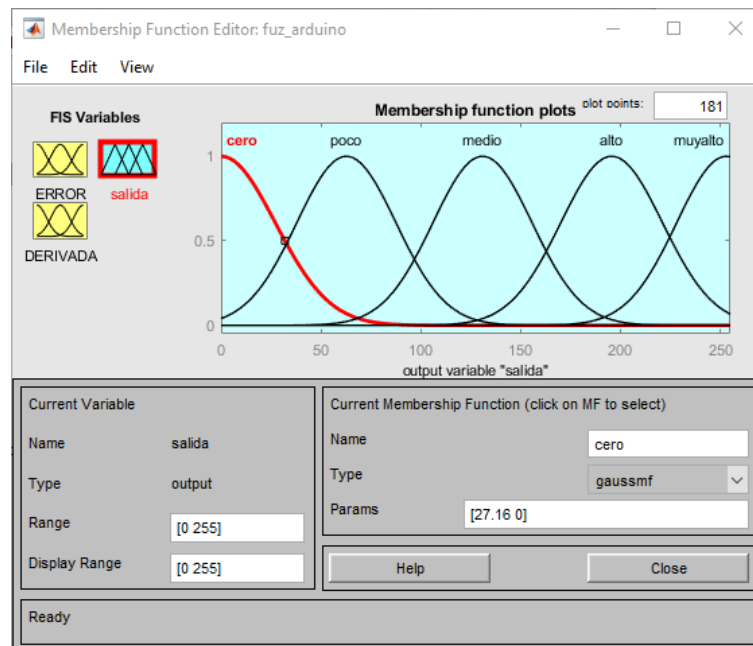 Membership Function Editor: fuz_arduino
File Edit View
FIS Variables
ERROR
salida
DERIVADA
Membership function plots
plot points:
181
cero poco medio alto muyalto
1
0.5
0
0 50 100 150 200 250
output variable "salida"
Current Variable
Name salida
Type output
Range [0 255]
Display Range [0 255]
Current Membership Function (click on MF to select)
Name cero
Type gaussmf
Params [27.16 0]
Help Close
Ready